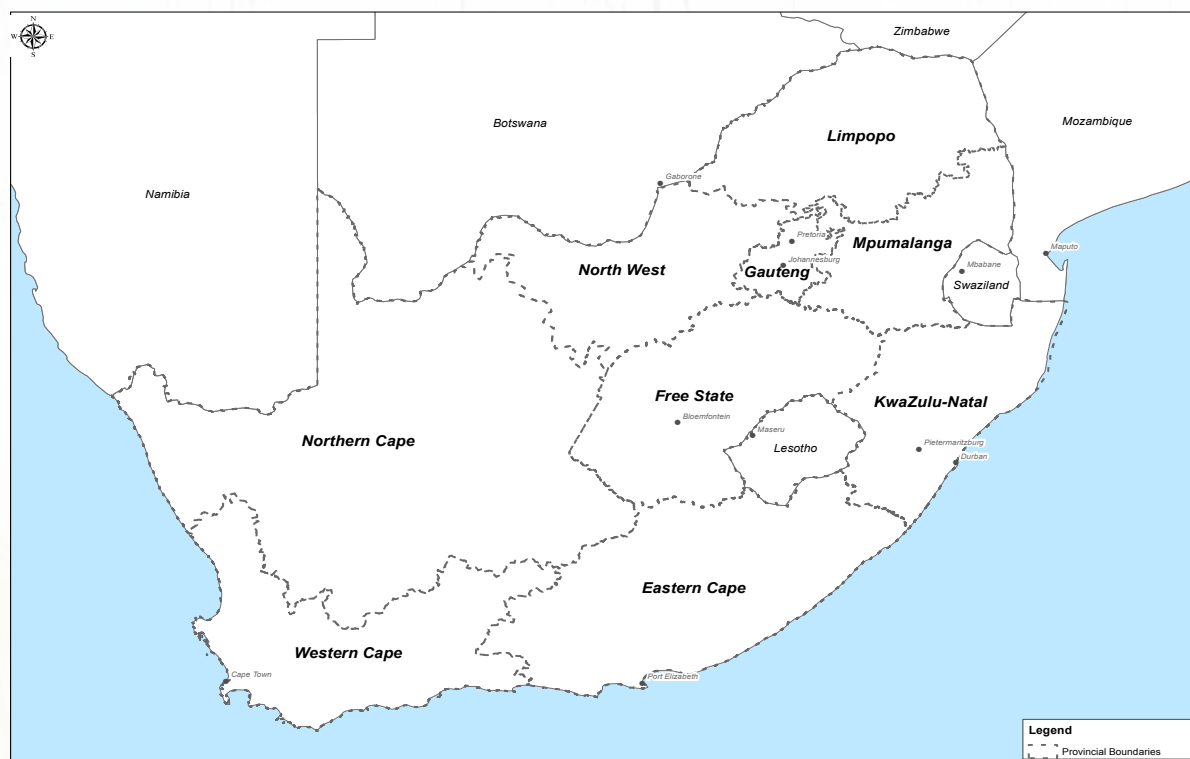 N
W E
S
Zimbabwe
Botswana
Mozambique
Limpopo
Namibia
Gaborone
Pretoria
Mpumalanga
Maputo
North West
Johannesburg
Gauteng
Mbabane
Swaziland
Free State
KwaZulu-Natal
Bloemfontein
Maseru
Northern Cape
Lesotho
Pietermaritzburg
Durban
Eastern Cape
Western Cape
Cape Town
Port Elizabeth
Legend
Provincial Boundaries